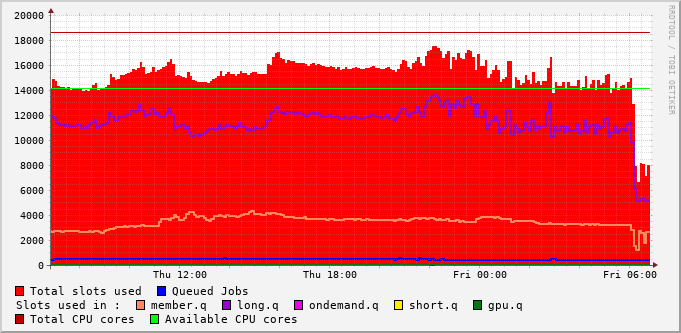 20000
18000
16000
14000
12000
10000
8000
6000
4000
2000
0
Thu 12:00 Thu 18:00 Fri 00:00 Fri 06:00
RRDTOOL / TOBI OETIKER
Total slots used Queued Jobs
Slots used in : member.q long.q ondemand.q short.q gpu.q
Total CPU cores Available CPU cores